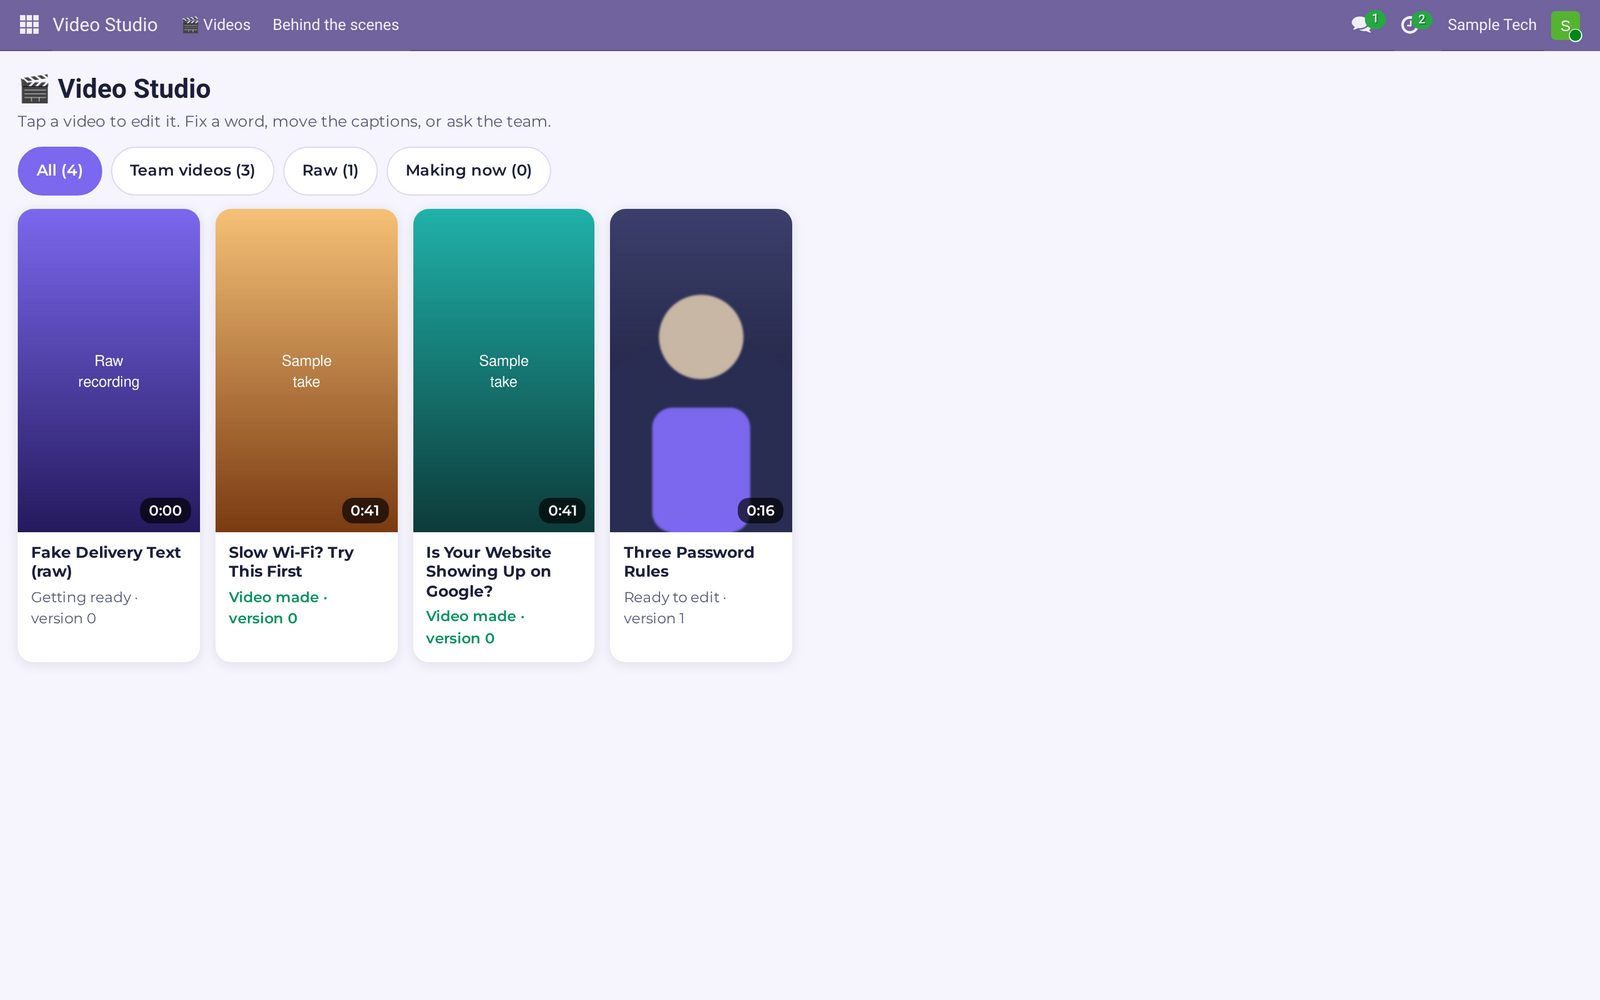 Video Studio
🎬 Videos
Behind the scenes
1
2
Sample Tech
S
🎬 Video Studio
Tap a video to edit it. Fix a word, move the captions, or ask the team.
All (4)
Team videos (3)
Raw (1)
Making now (0)
Raw
recording
0:00
Fake Delivery Text
(raw)
Getting ready ·
version 0
Sample
take
0:41
Slow Wi-Fi? Try
This First
Video made ·
version 0
Sample
take
0:41
Is Your Website
Showing Up on
Google?
Video made ·
version 0
0:16
Three Password
Rules
Ready to edit ·
version 1